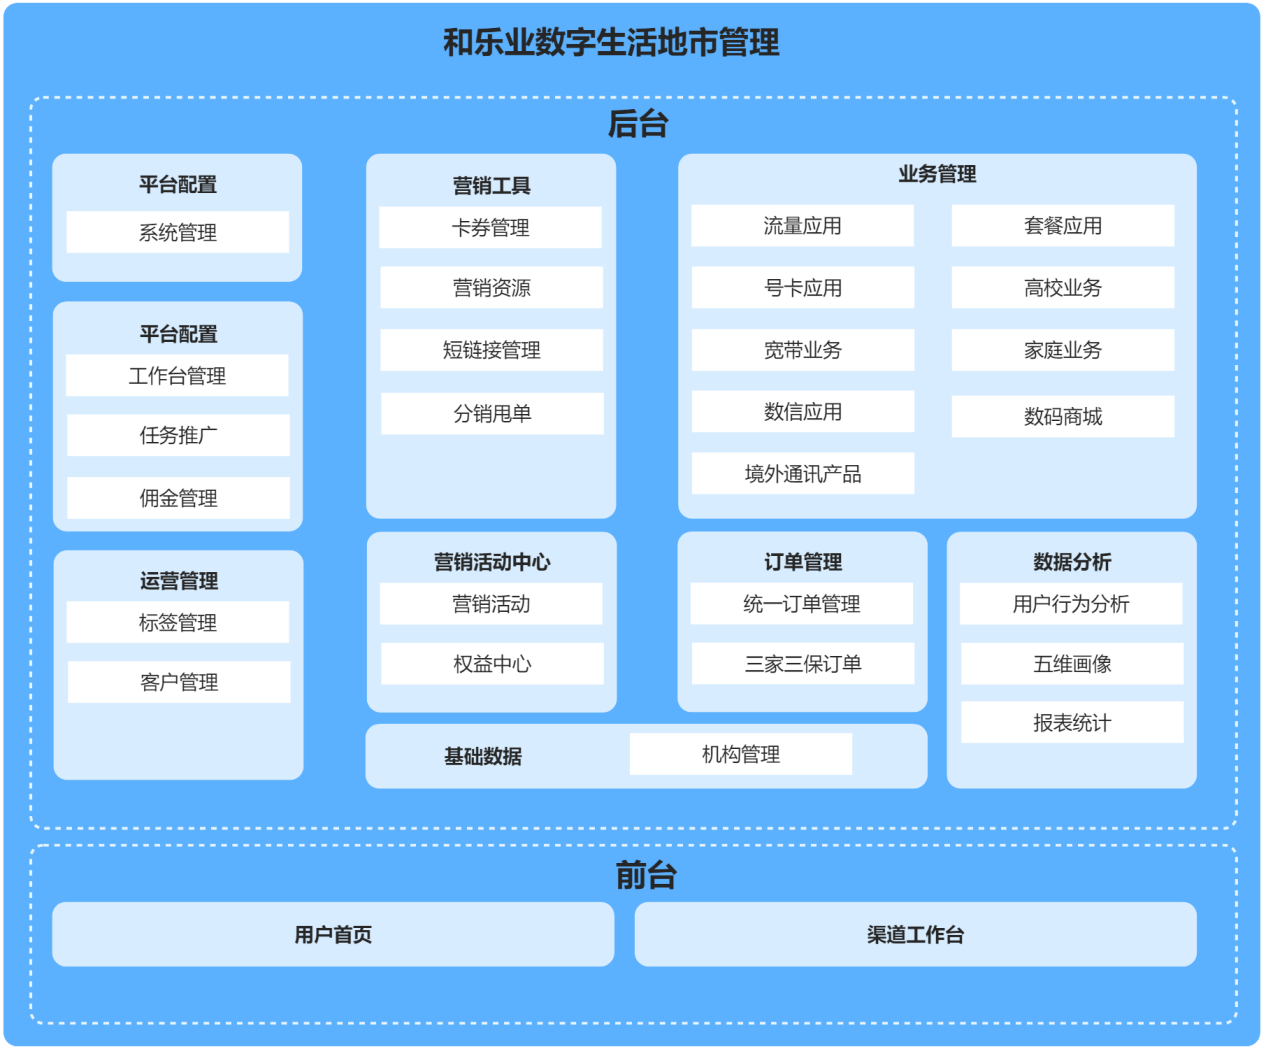 和乐业数字生活地市管理
后台
平台配置
系统管理
平台配置
工作台管理
任务推广
佣金管理
运营管理
标签管理
客户管理
营销工具
卡券管理
营销资源
短链接管理
分销甩单
业务管理
流量应用
套餐应用
号卡应用
高校业务
宽带业务
家庭业务
数信应用
数码商城
境外通讯产品
营销活动中心
营销活动
权益中心
订单管理
统一订单管理
三家三保订单
数据分析
用户行为分析
五维画像
报表统计
基础数据
机构管理
前台
用户首页
渠道工作台